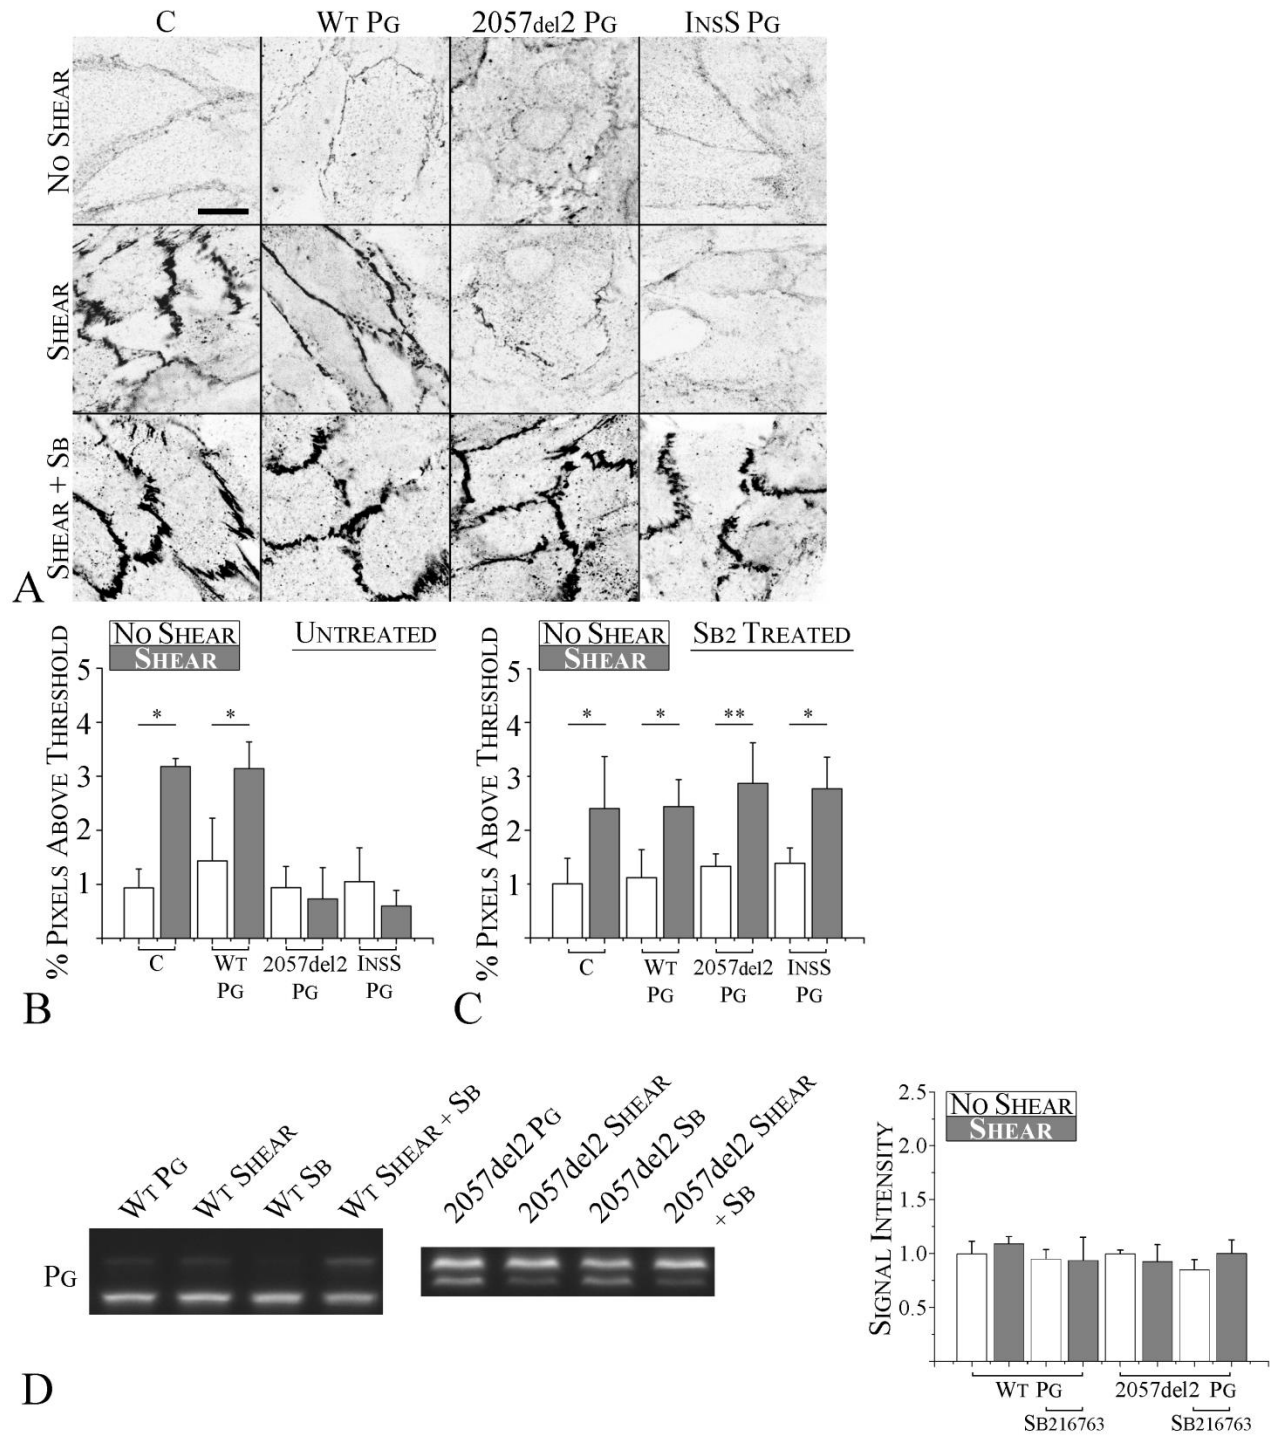 C WT PG 2057del2 PG INSS PG
NO SHEAR
SHEAR
SHEAR + SB
A
NO SHEAR
SHEAR
UNTREATED
% PIXELS ABOVE THRESHOLD
5
4
3
2
1
* *
C WT PG 2057del2 PG INSS PG
B
NO SHEAR
SHEAR
SB2 TREATED
% PIXELS ABOVE THRESHOLD
5
4
3
2
1
* * ** *
C WT PG 2057del2 PG INSS PG
C
WT PG
WT SHEAR
WT SB
WT SHEAR + SB
2057del2 PG
2057del2 SHEAR
2057del2 SB
2057del2 SHEAR
+ SB
PG
D
NO SHEAR
SHEAR
SIGNAL INTENSITY
2.5
2.0
1.5
1.0
0.5
WT PG 2057del2 PG
SB216763 SB216763